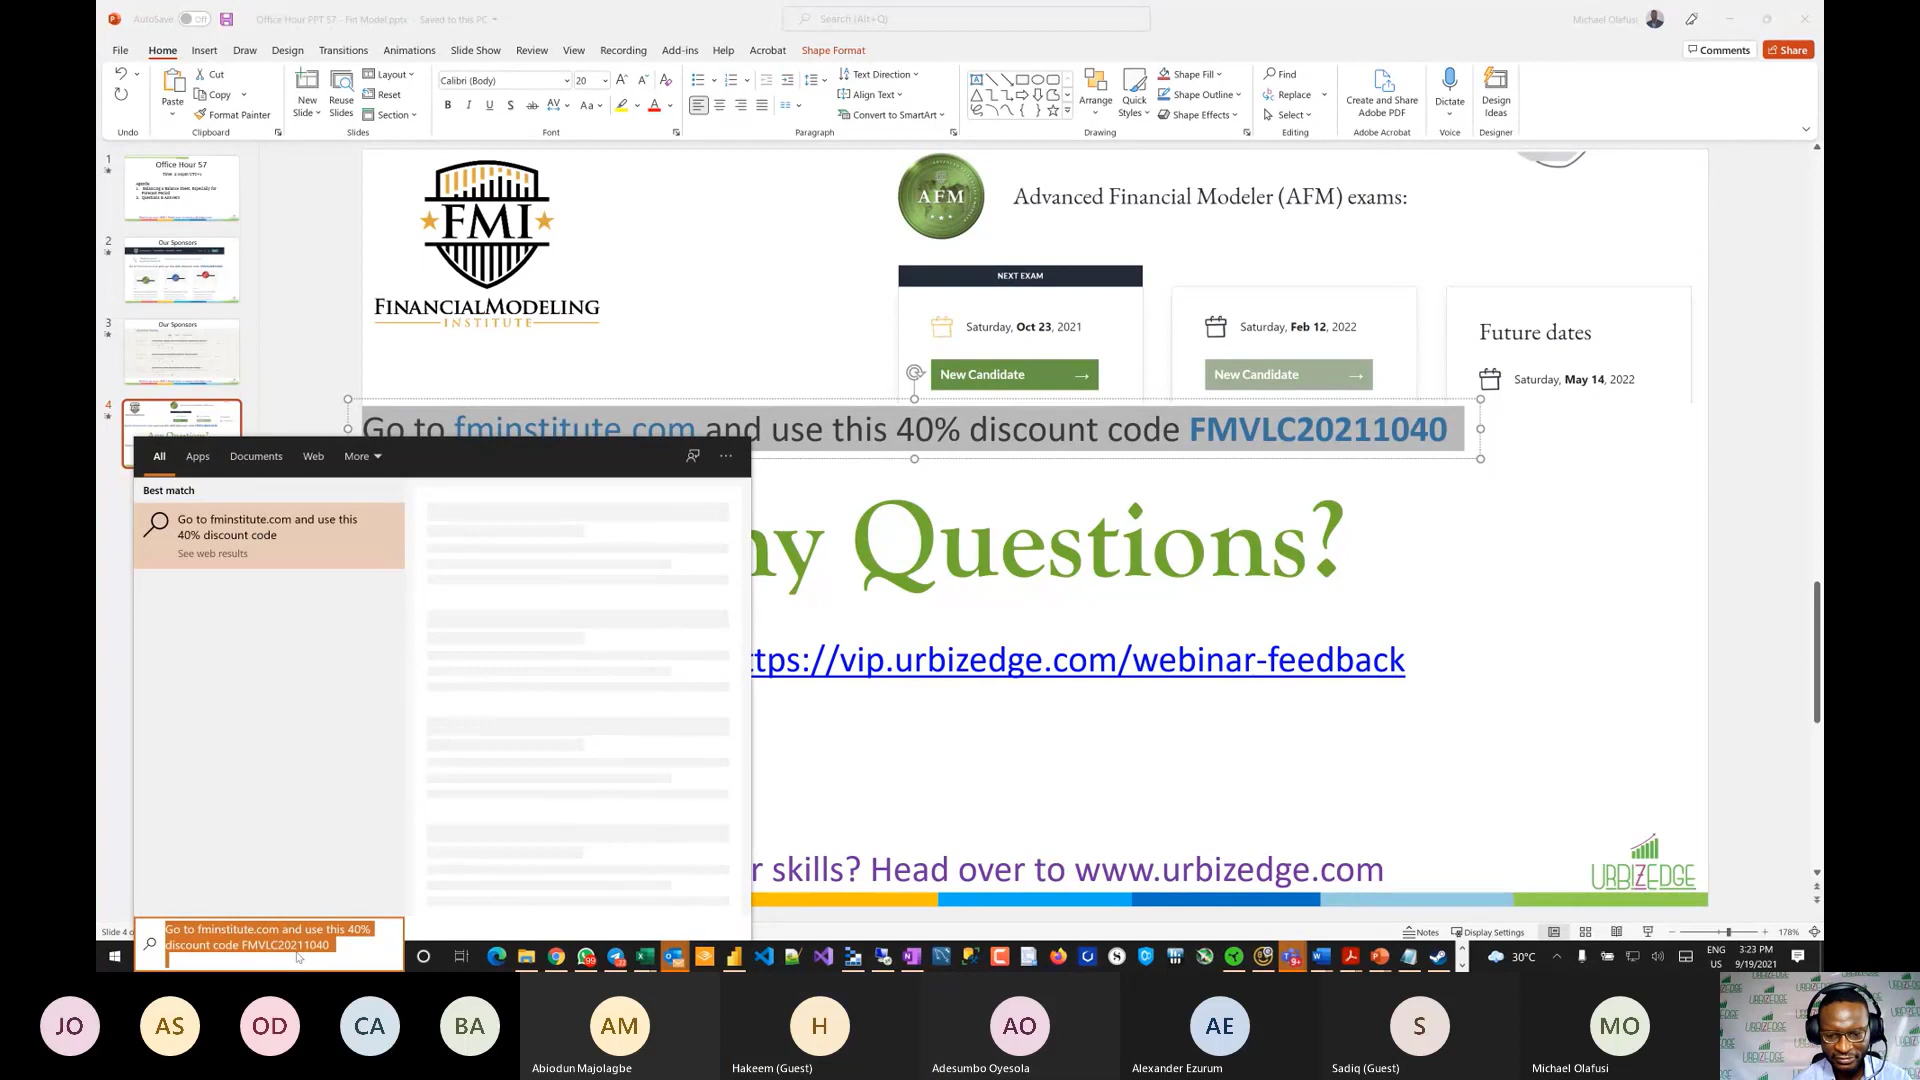 AutoSave Off Office Hour PPT 57 - Fin Model.pptx - Saved to this PC Search (Alt+Q) Michael Olafusi
File Home Insert Draw Design Transitions Animations Slide Show Review View Recording Add-ins Help Acrobat Shape Format Comments Share
Paste
Cut
Copy
Format Painter
New Slide
Reuse Slides
Layout
Reset
Section
Calibri (Body) 20
Text Direction
Align Text
Convert to SmartArt
Arrange
Quick Styles
Shape Fill
Shape Outline
Shape Effects
Find
Replace
Select
Create and Share Adobe PDF
Dictate
Design Ideas
Undo Clipboard Slides Font Paragraph Drawing Editing Adobe Acrobat Voice Designer
1
Office Hour 57
2
Our Sponsors
3
Our Sponsors
4
FMI
FINANCIALMODELING
INSTITUTE
AFM
Advanced Financial Modeler (AFM) exams:
NEXT EXAM
Saturday, Oct 23, 2021
New Candidate →
Saturday, Feb 12, 2022
New Candidate →
Future dates
Saturday, May 14, 2022
Go to fminstitute.com and use this 40% discount code FMVLC20211040
ny Questions?
ttps://vip.urbizedge.com/webinar-feedback
r skills? Head over to www.urbizedge.com
URBIZEDGE
All Apps Documents Web More
Best match
Go to fminstitute.com and use this
40% discount code
See web results
Go to fminstitute.com and use this 40%
discount code FMVLC20211040
Slide 4 o
Notes Display Settings 178%
30°C ENG US 3:23 PM 9/19/2021
JO AS OD CA BA AM H AO AE S MO
Abiodun Majolagbe Hakeem (Guest) Adesumbo Oyesola Alexander Ezurum Sadiq (Guest) Michael Olafusi